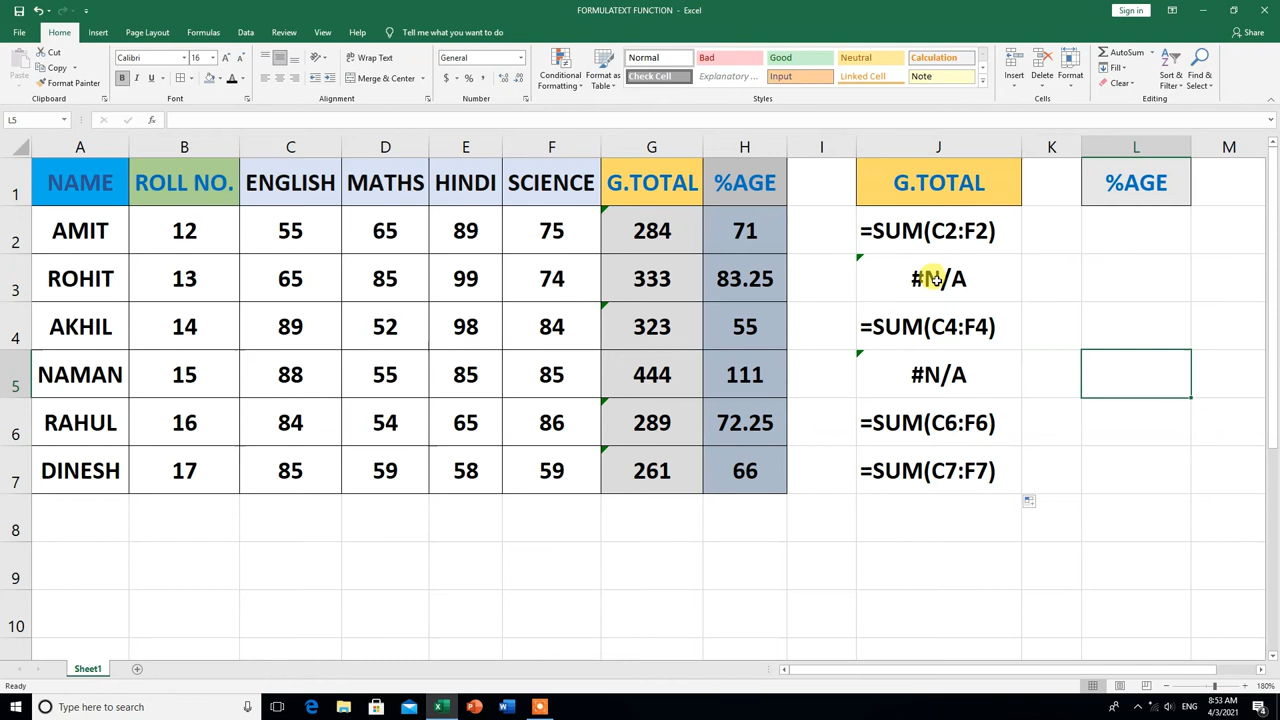 FORMULATEXT FUNCTION - Excel
Sign in
File Home Insert Page Layout Formulas Data Review View Help Tell me what you want to do
Share
Paste
Cut
Copy
Format Painter
Clipboard
Calibri 16
B I U
Font
Wrap Text
Merge & Center
Alignment
General
$ % ,
Number
Conditional Formatting
Format as Table
Normal Bad Good Neutral Calculation
Check Cell Explanatory ... Input Linked Cell Note
Styles
Insert Delete Format
Cells
AutoSum
Fill
Clear
Sort & Filter
Find & Select
Editing
L5 fx
A B C D E F G H I J K L M
1 NAME ROLL NO. ENGLISH MATHS HINDI SCIENCE G.TOTAL %AGE G.TOTAL %AGE
2 AMIT 12 55 65 89 75 284 71 =SUM(C2:F2)
3 ROHIT 13 65 85 99 74 333 83.25 #N/A
4 AKHIL 14 89 52 98 84 323 55 =SUM(C4:F4)
5 NAMAN 15 88 55 85 85 444 111 #N/A
6 RAHUL 16 84 54 65 86 289 72.25 =SUM(C6:F6)
7 DINESH 17 85 59 58 59 261 66 =SUM(C7:F7)
8
9
10
Sheet1
Ready
180%
Type here to search
ENG
8:53 AM
4/3/2021
4